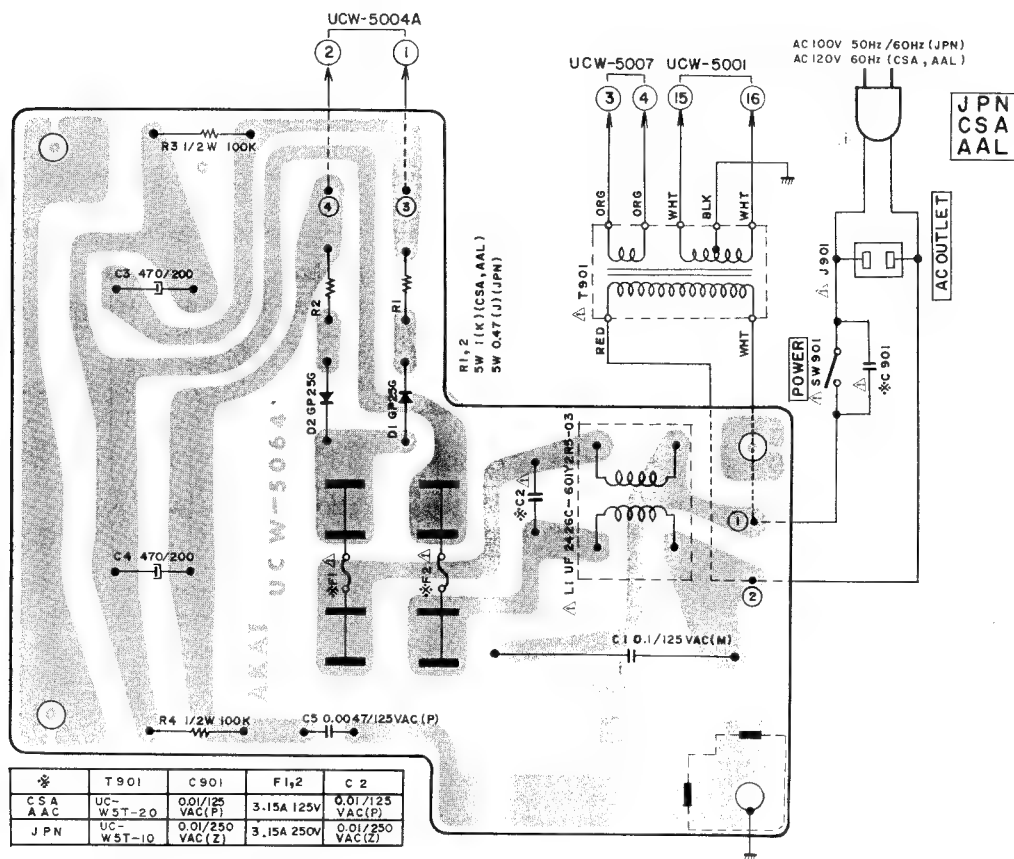 UCW-5004A
② ①
AC100V 50Hz/60Hz (JPN)
AC120V 60Hz (CSA, AAL)
UCW-5007 UCW-5001
③ ④ ⑮ ⑯
JPN
CSA
AAL
R3 1/2W 100K
ORG ORG WHT BLK WHT
④ ③
C3 470/200
R2 R1
R1,2
5W 1(K)(CSA, AAL)
5W 0.47(J)(JPN)
T901
RED WHT
J901
AC OUTLET
POWER
SW901
※C901
D2 GP25G D1 GP25G
UCW-5064
AKAI
※C2
L1 UF2426C-601Y2R5-03
①
②
C4 470/200
※F1 ※F2
C1 0.1/125 VAC(M)
R4 1/2W 100K C5 0.0047/125VAC(P)
※ T901 C901 F1,2 C2
CSA AAC UC-W5T-20 0.01/125 VAC(P) 3.15A 125V 0.01/125 VAC(P)
JPN UC-W5T-10 0.01/250 VAC(Z) 3.15A 250V 0.01/250 VAC(Z)